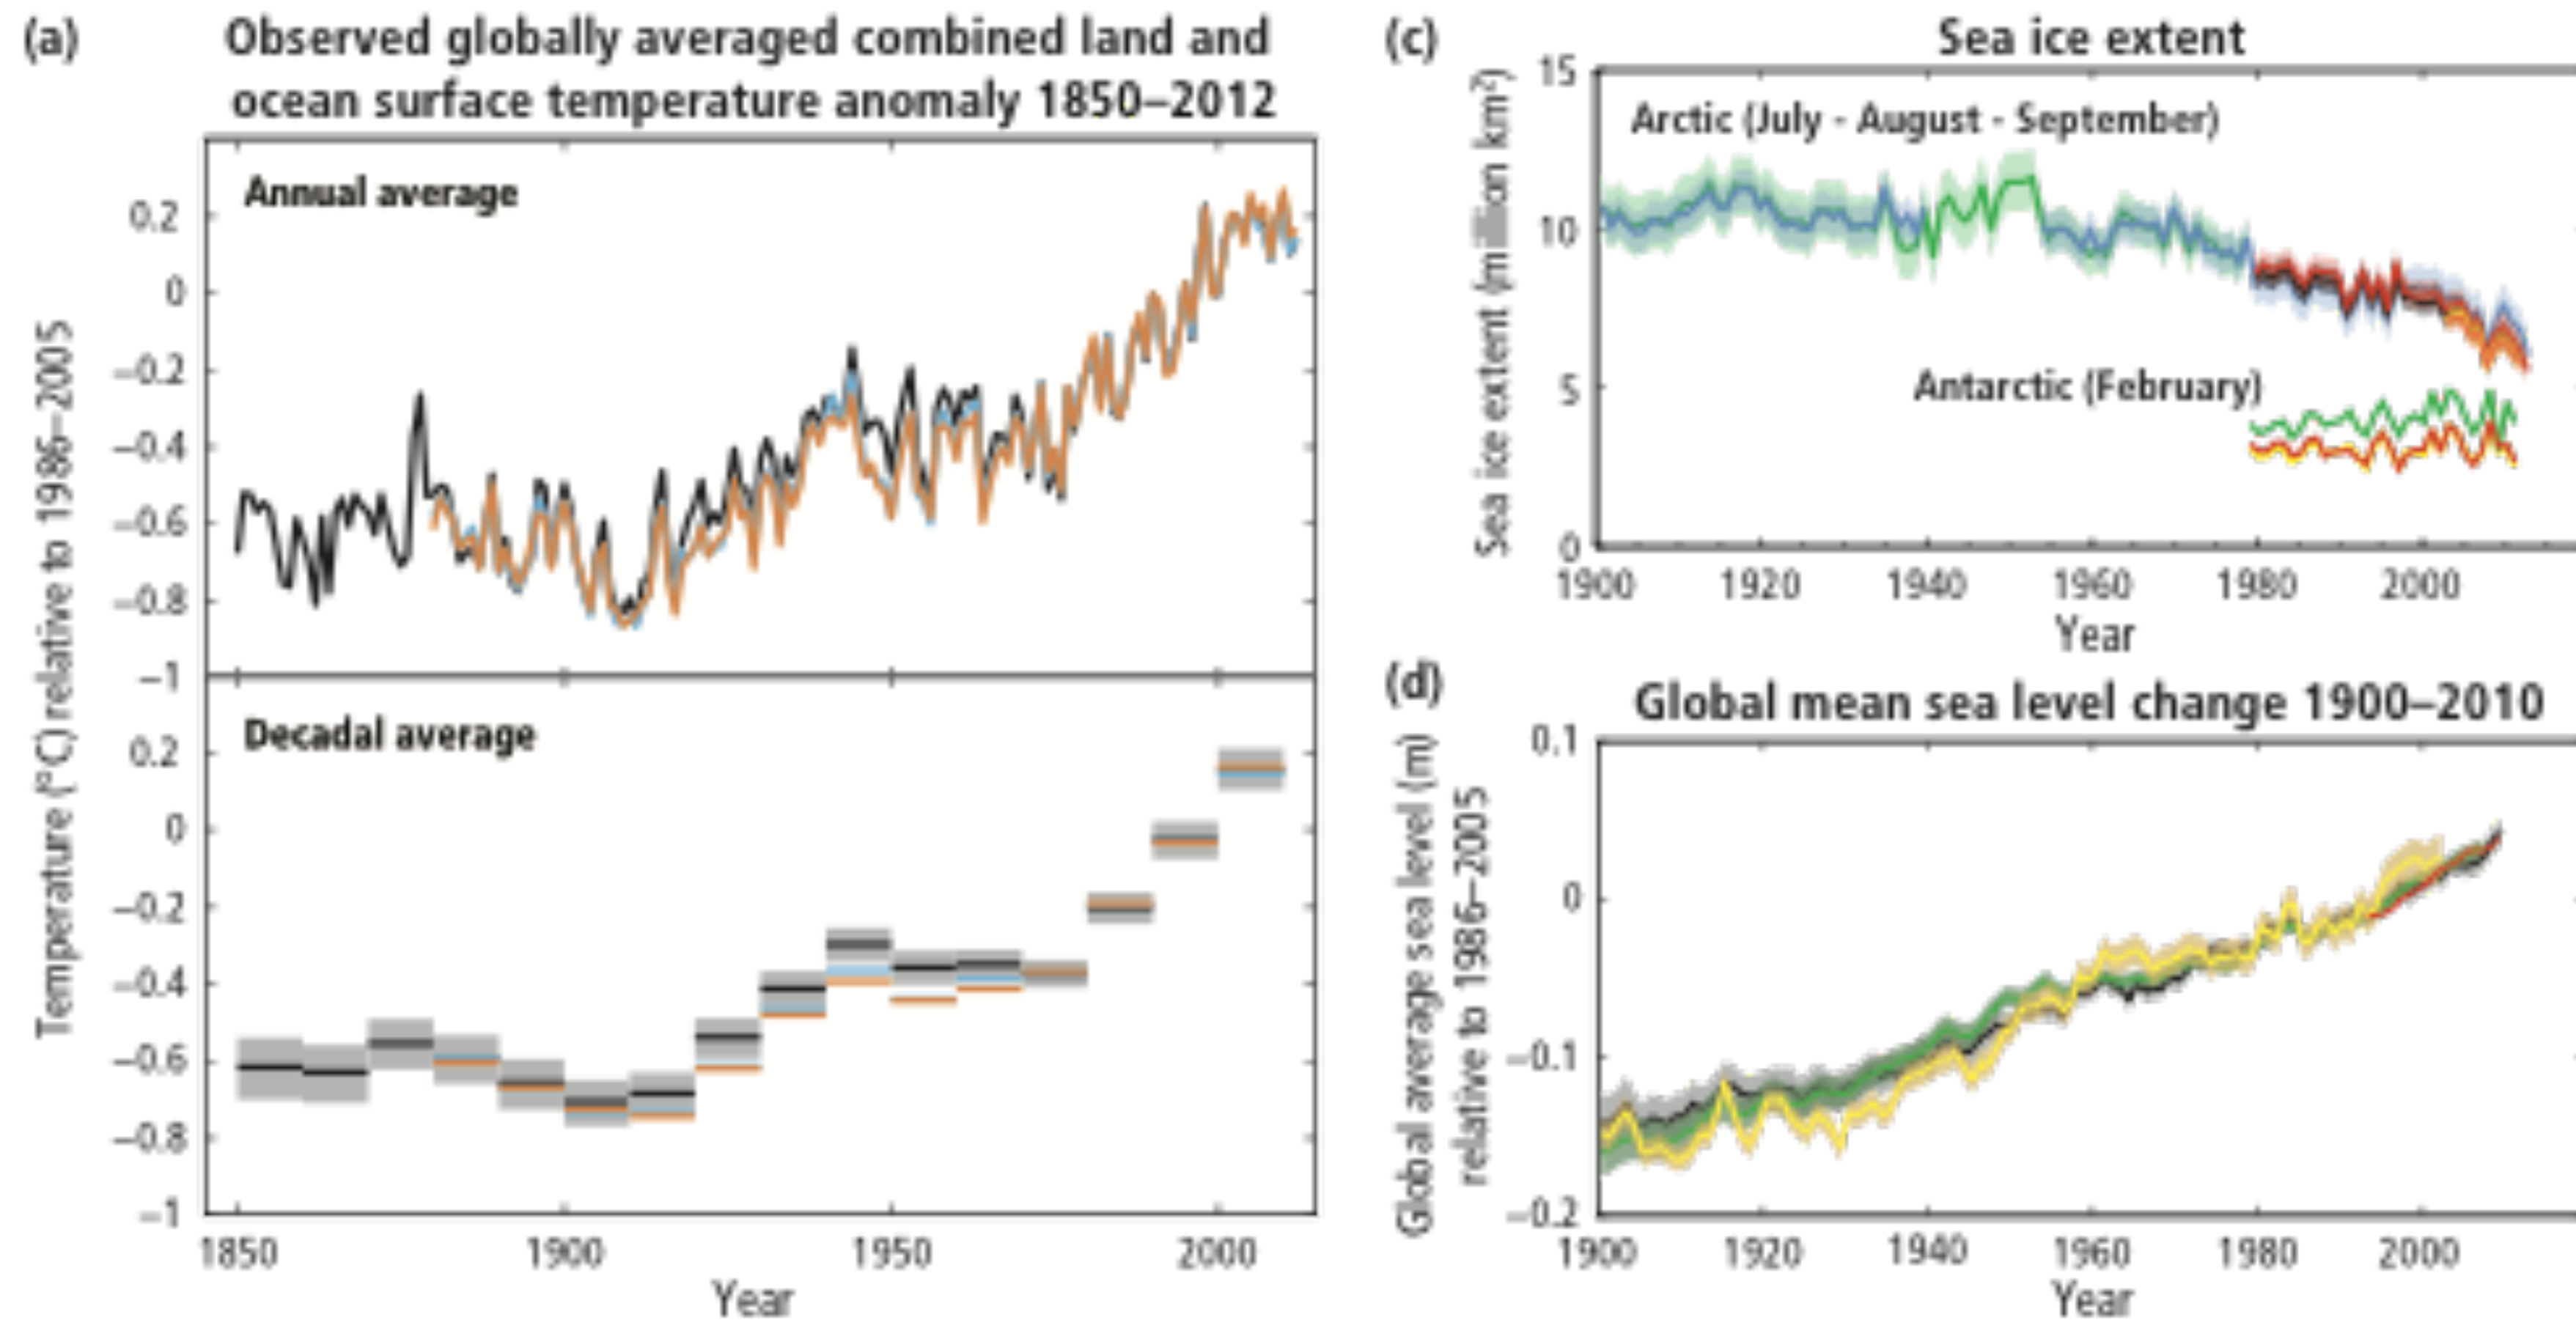 (a)
Observed globally averaged combined land and
ocean surface temperature anomaly 1850–2012
Annual average
0.2
0
−0.2
−0.4
−0.6
−0.8
−1
Decadal average
0.2
0
−0.2
−0.4
−0.6
−0.8
−1
Temperature (°C) relative to 1986–2005
1850 1900 1950 2000
Year
(c)
Sea ice extent
15
10
5
0
Sea ice extent (million km²)
Arctic (July - August - September)
Antarctic (February)
1900 1920 1940 1960 1980 2000
Year
(d)
Global mean sea level change 1900–2010
0.1
0
−0.1
−0.2
Global average sea level (m)
relative to 1986–2005
1900 1920 1940 1960 1980 2000
Year